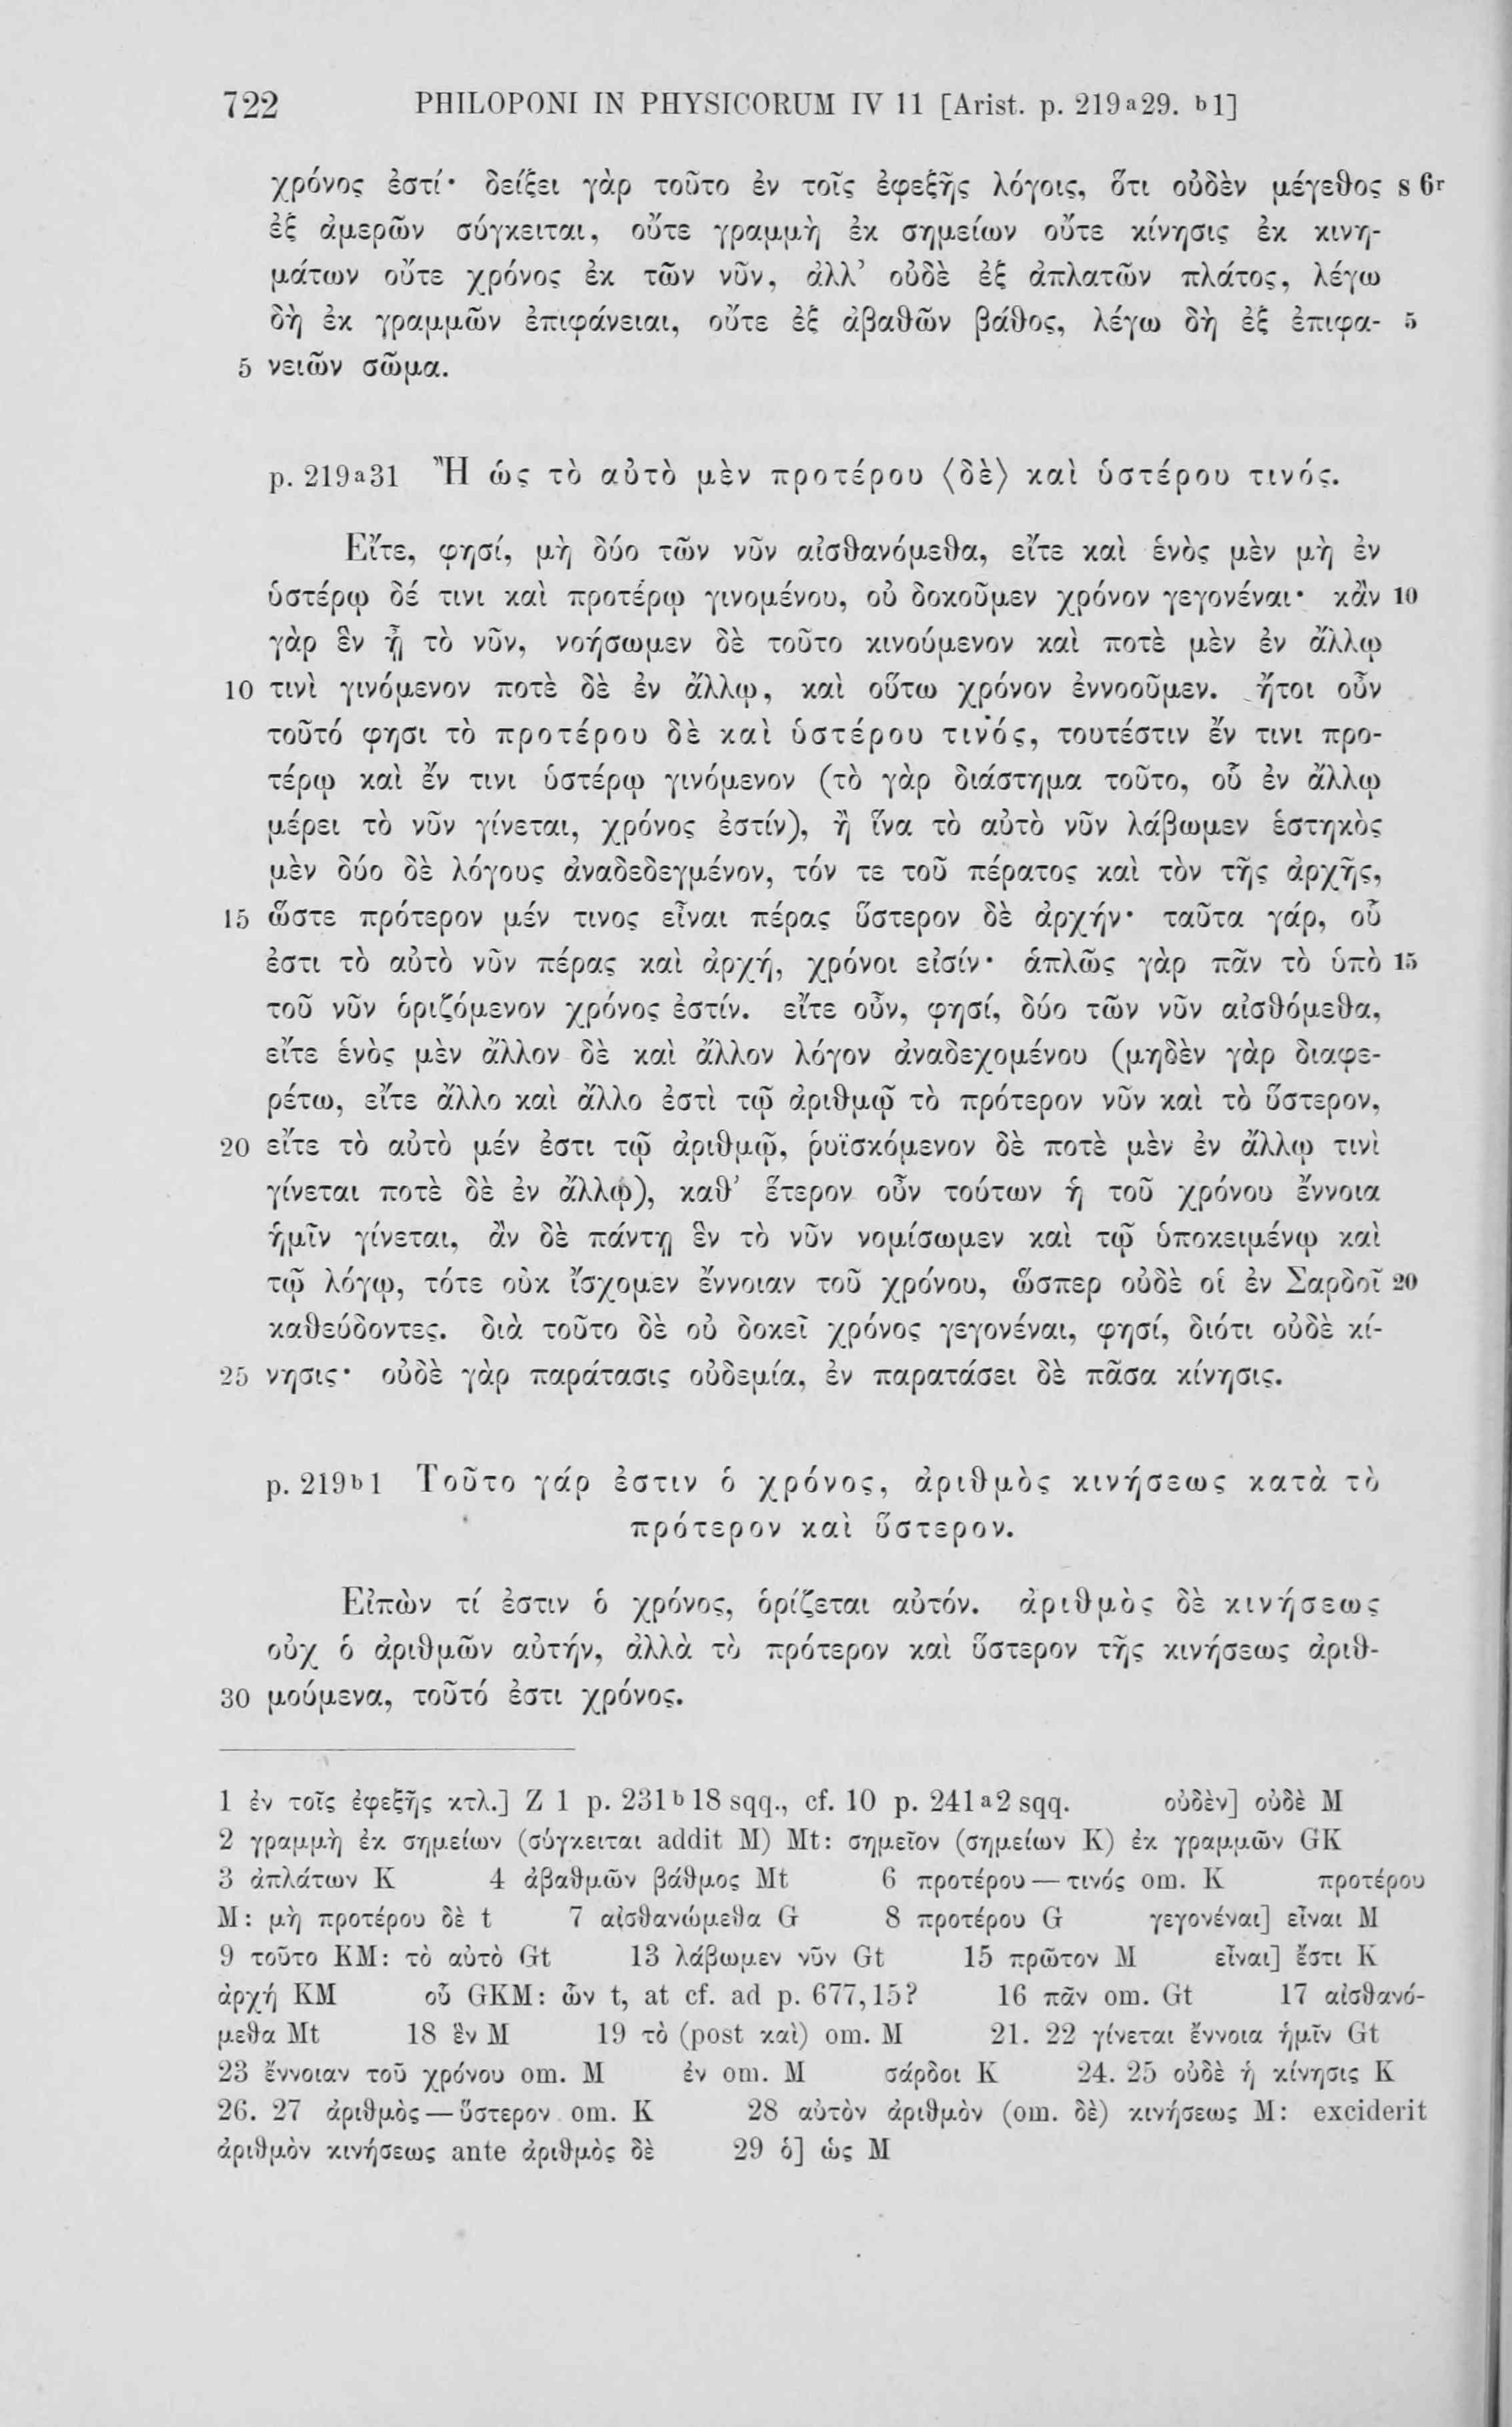 722 PHILOPONI IN PHYSICORUM IV 11 [Arist. p. 219a29. b1]
χρόνος ἐστί· δείξει γὰρ τοῦτο ἐν τοῖς ἐφεξῆς λόγοις, ὅτι οὐδὲν μέγεθος s 6r
ἐξ ἀμερῶν σύγκειται, οὔτε γραμμὴ ἐκ σημείων οὔτε κίνησις ἐκ κινη-
μάτων οὔτε χρόνος ἐκ τῶν νῦν, ἀλλ’ οὐδὲ ἐξ ἀπλατῶν πλάτος, λέγω
δὴ ἐκ γραμμῶν ἐπιφάνειαι, οὔτε ἐξ ἀβαθῶν βάθος, λέγω δὴ ἐξ ἐπιφα- 5
5 νειῶν σῶμα.
p. 219a31 Ἢ ὡς τὸ αὐτὸ μὲν προτέρου ⟨δὲ⟩ καὶ ὑστέρου τινός.
Εἴτε, φησί, μὴ δύο τῶν νῦν αἰσθανόμεθα, εἴτε καὶ ἑνὸς μὲν μὴ ἐν
ὑστέρῳ δέ τινι καὶ προτέρῳ γινομένου, οὐ δοκοῦμεν χρόνον γεγονέναι· κἂν 10
γὰρ ἓν ᾖ τὸ νῦν, νοήσωμεν δὲ τοῦτο κινούμενον καὶ ποτὲ μὲν ἐν ἄλλῳ
10 τινὶ γινόμενον ποτὲ δὲ ἐν ἄλλῳ, καὶ οὕτω χρόνον ἐννοοῦμεν. ἤτοι οὖν
τοῦτό φησι τὸ προτέρου δὲ καὶ ὑστέρου τινός, τουτέστιν ἔν τινι προ-
τέρῳ καὶ ἔν τινι ὑστέρῳ γινόμενον (τὸ γὰρ διάστημα τοῦτο, οὗ ἐν ἄλλῳ
μέρει τὸ νῦν γίνεται, χρόνος ἐστίν), ἢ ἵνα τὸ αὐτὸ νῦν λάβωμεν ἑστηκὸς
μὲν δύο δὲ λόγους ἀναδεδεγμένον, τόν τε τοῦ πέρατος καὶ τὸν τῆς ἀρχῆς,
15 ὥστε πρότερον μέν τινος εἶναι πέρας ὕστερον δὲ ἀρχήν· ταῦτα γάρ, οὗ
ἐστι τὸ αὐτὸ νῦν πέρας καὶ ἀρχή, χρόνοι εἰσίν· ἁπλῶς γὰρ πᾶν τὸ ὑπὸ 15
τοῦ νῦν ὁριζόμενον χρόνος ἐστίν. εἴτε οὖν, φησί, δύο τῶν νῦν αἰσθόμεθα,
εἴτε ἑνὸς μὲν ἄλλον δὲ καὶ ἄλλον λόγον ἀναδεχομένου (μηδὲν γὰρ διαφε-
ρέτω, εἴτε ἄλλο καὶ ἄλλο ἐστὶ τῷ ἀριθμῷ τὸ πρότερον νῦν καὶ τὸ ὕστερον,
20 εἴτε τὸ αὐτὸ μέν ἐστι τῷ ἀριθμῷ, ῥυϊσκόμενον δὲ ποτὲ μὲν ἐν ἄλλῳ τινὶ
γίνεται ποτὲ δὲ ἐν ἄλλῳ), καθ’ ἕτερον οὖν τούτων ἡ τοῦ χρόνου ἔννοια
ἡμῖν γίνεται, ἂν δὲ πάντῃ ἓν τὸ νῦν νομίσωμεν καὶ τῷ ὑποκειμένῳ καὶ
τῷ λόγῳ, τότε οὐκ ἴσχομεν ἔννοιαν τοῦ χρόνου, ὥσπερ οὐδὲ οἱ ἐν Σαρδοῖ 20
καθεύδοντες. διὰ τοῦτο δὲ οὐ δοκεῖ χρόνος γεγονέναι, φησί, διότι οὐδὲ κί-
25 νησις· οὐδὲ γὰρ παράτασις οὐδεμία, ἐν παρατάσει δὲ πᾶσα κίνησις.
p. 219b1 Τοῦτο γάρ ἐστιν ὁ χρόνος, ἀριθμὸς κινήσεως κατὰ τὸ
πρότερον καὶ ὕστερον.
Εἰπὼν τί ἐστιν ὁ χρόνος, ὁρίζεται αὐτόν. ἀριθμὸς δὲ κινήσεως
οὐχ ὁ ἀριθμῶν αὐτήν, ἀλλὰ τὸ πρότερον καὶ ὕστερον τῆς κινήσεως ἀριθ-
30 μούμενα, τοῦτό ἐστι χρόνος.
1 ἐν τοῖς ἐφεξῆς κτλ.] Ζ 1 p. 231b18 sqq., cf. 10 p. 241a2 sqq. οὐδὲν] οὐδὲ M
2 γραμμὴ ἐκ σημείων (σύγκειται addit M) Mt: σημεῖον (σημείων K) ἐκ γραμμῶν GK
3 ἀπλάτων K 4 ἀβαθμῶν βάθμος Mt 6 προτέρου — τινός om. K προτέρου
M: μὴ προτέρου δὲ t 7 αἰσθανώμεθα G 8 προτέρου G γεγονέναι] εἶναι M
9 τοῦτο KM: τὸ αὐτὸ Gt 13 λάβωμεν νῦν Gt 15 πρῶτον M εἶναι] ἔστι K
ἀρχή KM οὗ GKM: ὧν t, at cf. ad p. 677,15? 16 πᾶν om. Gt 17 αἰσθανό-
μεθα Mt 18 ἓν M 19 τὸ (post καὶ) om. M 21. 22 γίνεται ἔννοια ἡμῖν Gt
23 ἔννοιαν τοῦ χρόνου om. M ἐν om. M σάρδοι K 24. 25 οὐδὲ ἡ κίνησις K
26. 27 ἀριθμὸς — ὕστερον om. K 28 αὐτὸν ἀριθμὸν (om. δὲ) κινήσεως M: exciderit
ἀριθμὸν κινήσεως ante ἀριθμὸς δὲ 29 ὁ] ὡς M